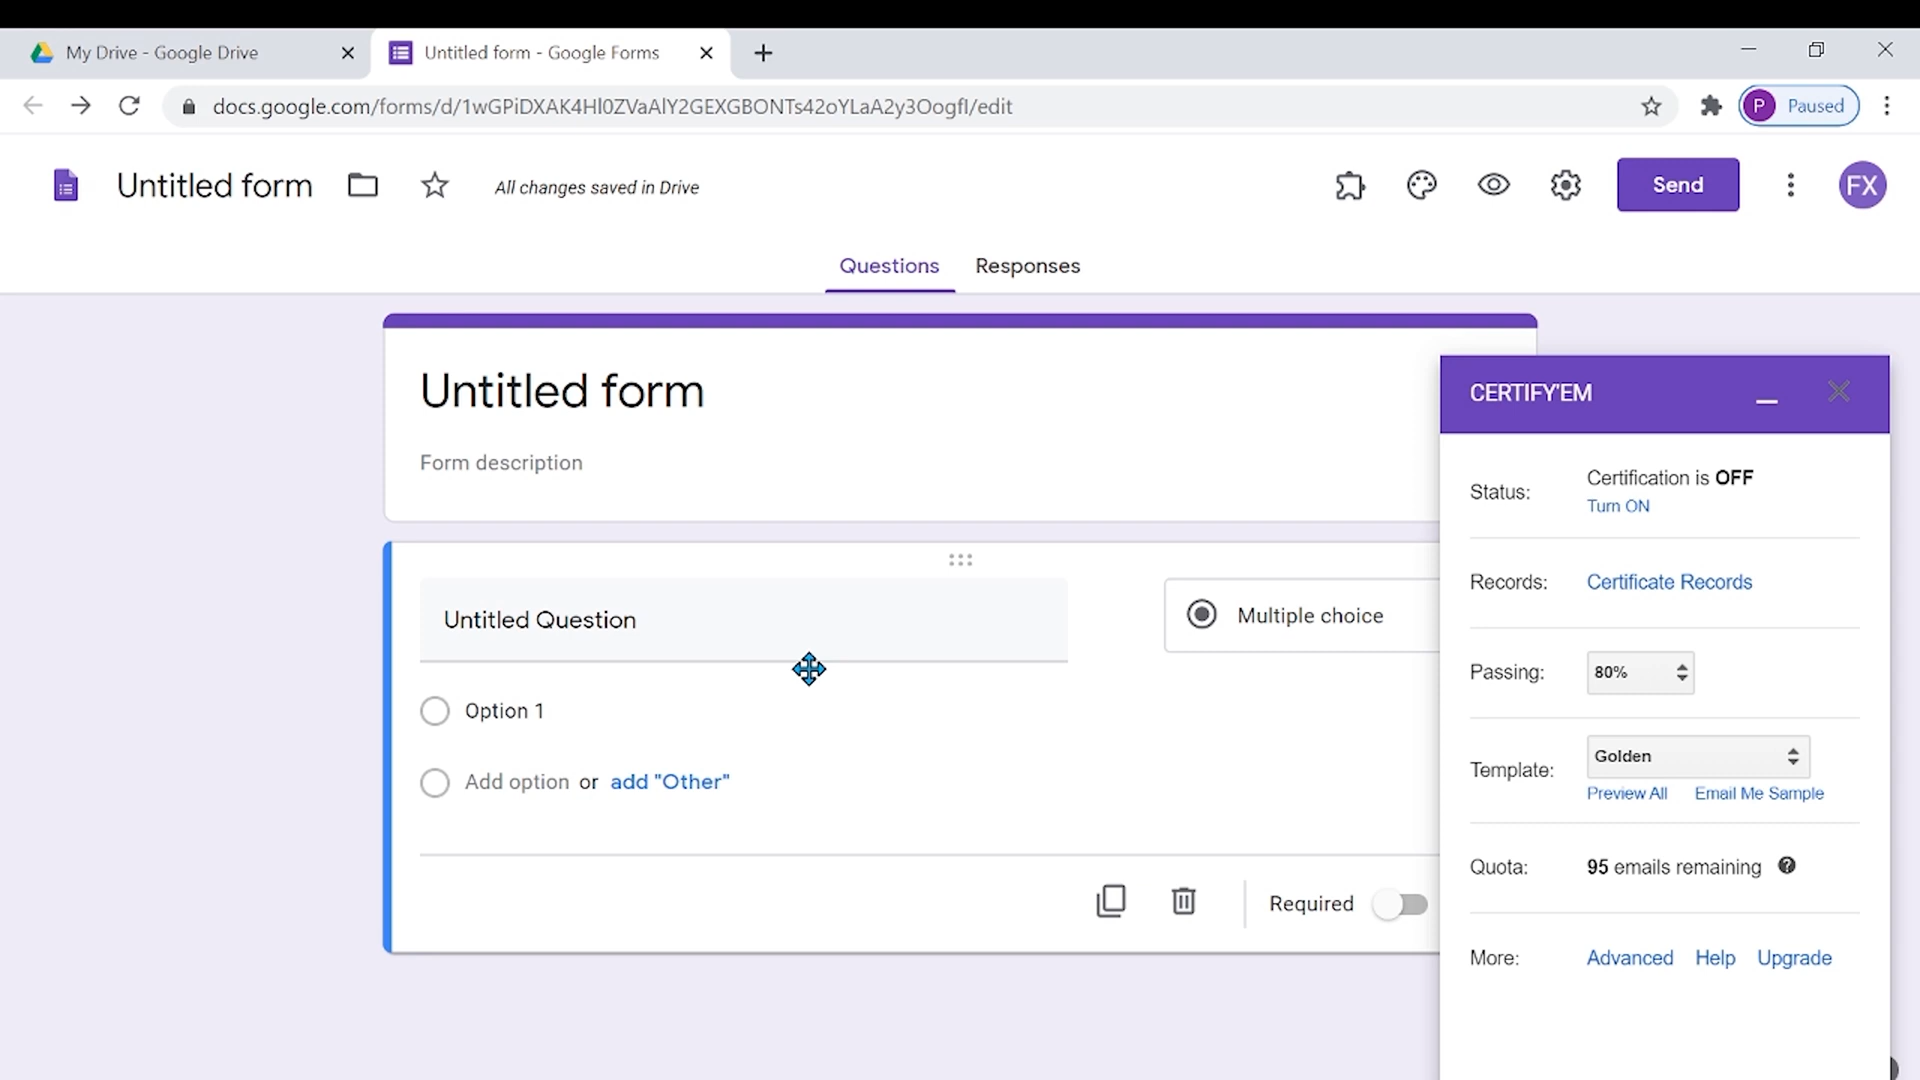 My Drive - Google Drive
Untitled form - Google Forms
docs.google.com/forms/d/1wGPiDXAK4Hl0ZVaAlY2GEXGBONTs42oYLaA2y3OogfI/edit
P Paused
Untitled form
All changes saved in Drive
Send
FX
Questions
Responses
Untitled form
Form description
CERTIFY'EM
Status:
Certification is OFF
Turn ON
Records:
Certificate Records
Passing:
80%
Template:
Golden
Preview All
Email Me Sample
Quota:
95 emails remaining ?
More:
Advanced
Help
Upgrade
Untitled Question
Multiple choice
Option 1
Add option or add "Other"
Required